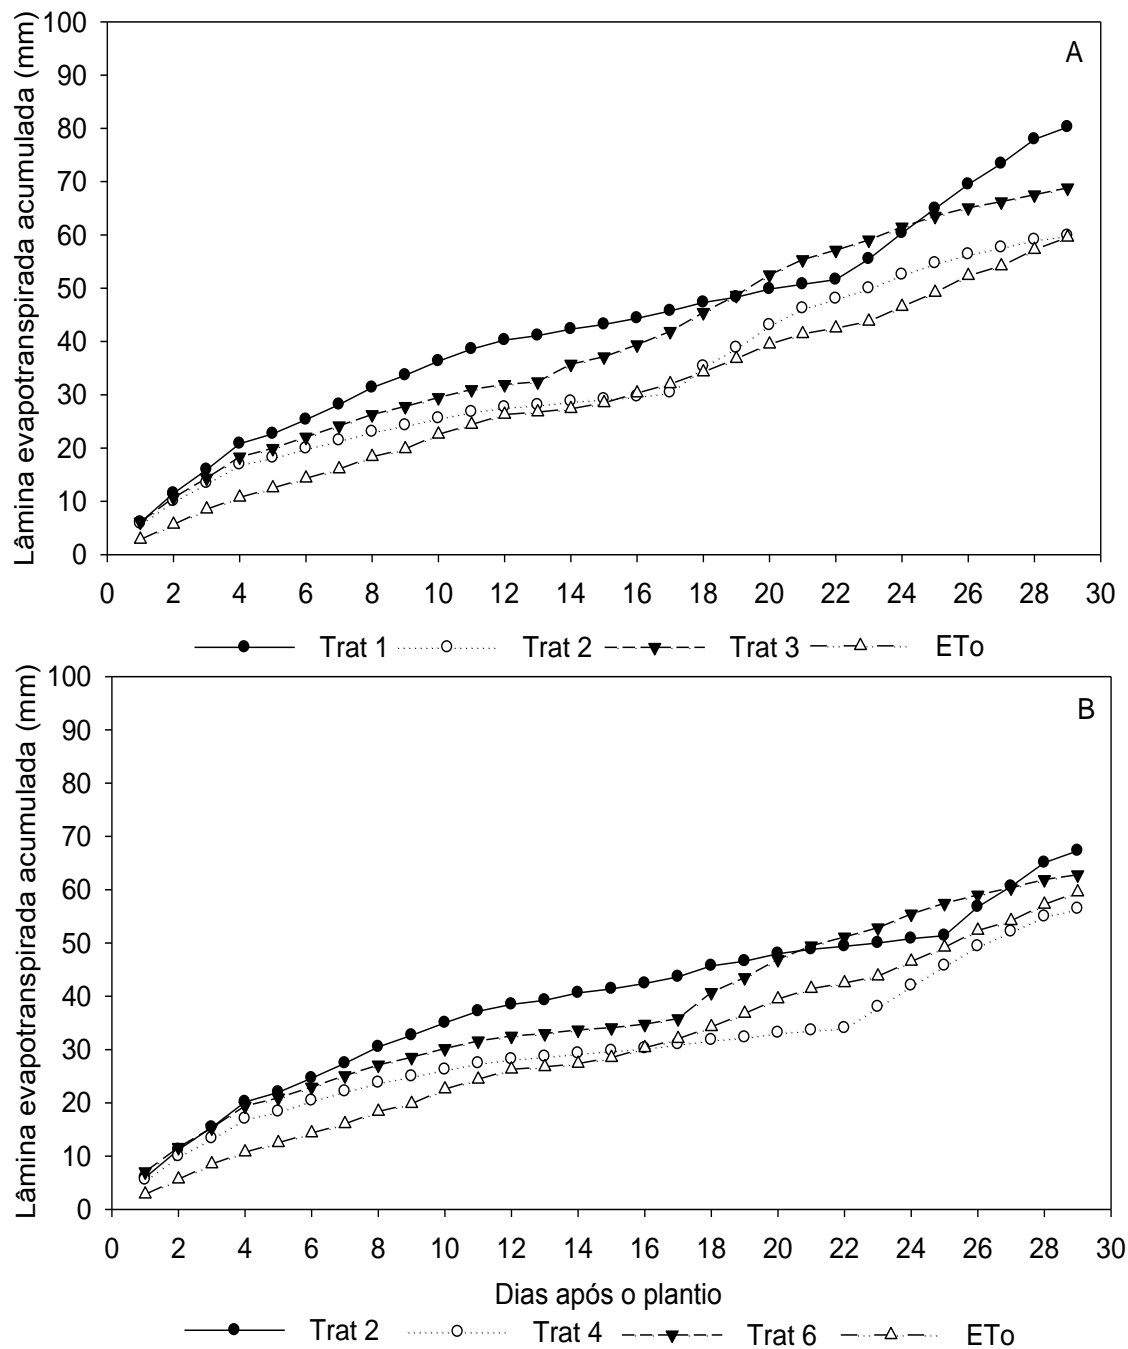 Lâmina evapotranspirada acumulada (mm)
100
90
80
70
60
50
40
30
20
10
0
A
0 2 4 6 8 10 12 14 16 18 20 22 24 26 28 30
Trat 1 Trat 2 Trat 3 ETo
Lâmina evapotranspirada acumulada (mm)
100
90
80
70
60
50
40
30
20
10
0
B
0 2 4 6 8 10 12 14 16 18 20 22 24 26 28 30
Dias após o plantio
Trat 2 Trat 4 Trat 6 ETo